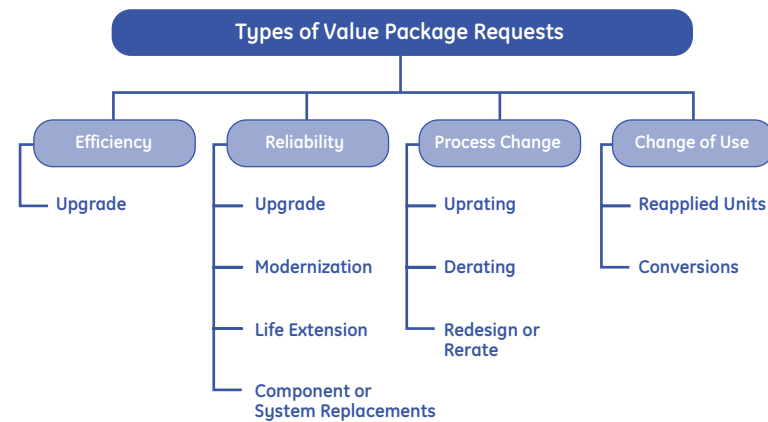 Types of Value Package Requests
Efficiency
Upgrade
Reliability
Upgrade
Modernization
Life Extension
Component or
System Replacements
Process Change
Uprating
Derating
Redesign or
Rerate
Change of Use
Reapplied Units
Conversions